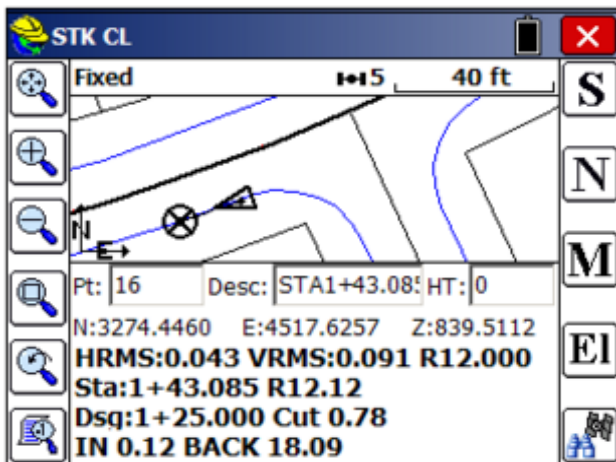 STK CL
Fixed 5 40 ft
S
N
N
E
M
Pt: 16 Desc: STA1+43.085 HT: 0
N:3274.4460 E:4517.6257 Z:839.5112
El
HRMS:0.043 VRMS:0.091 R12.000
Sta:1+43.085 R12.12
Dsg:1+25.000 Cut 0.78
IN 0.12 BACK 18.09